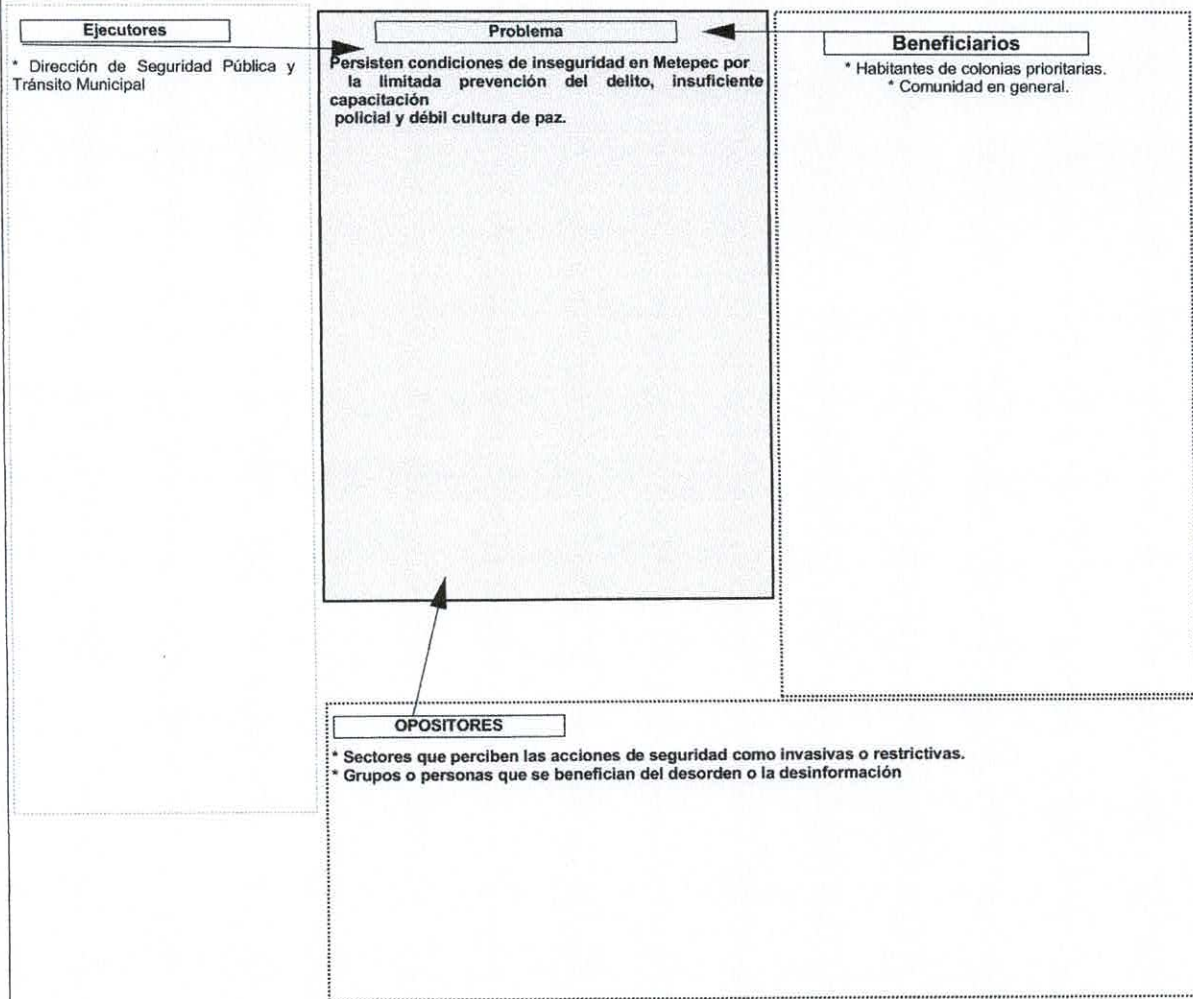 Ejecutores
* Dirección de Seguridad Pública y
Tránsito Municipal
Problema
Persisten condiciones de inseguridad en Metepec por
la limitada prevención del delito, insuficiente
capacitación
policial y débil cultura de paz.
Beneficiarios
* Habitantes de colonias prioritarias.
* Comunidad en general.
OPOSITORES
* Sectores que perciben las acciones de seguridad como invasivas o restrictivas.
* Grupos o personas que se benefician del desorden o la desinformación